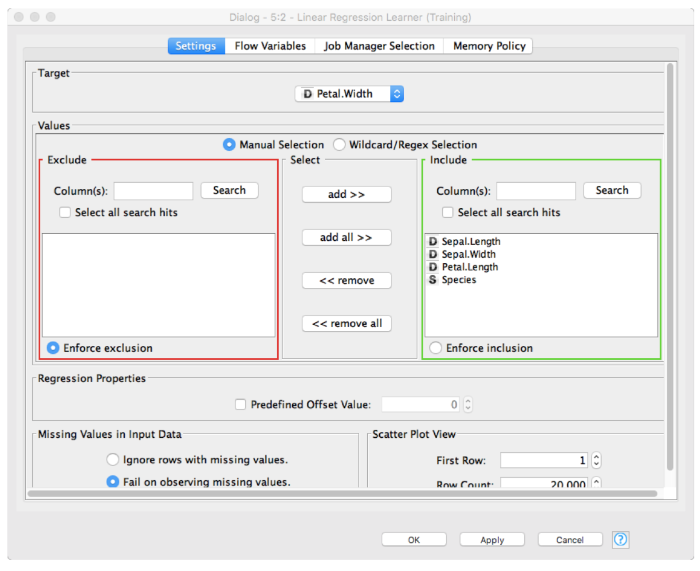 Dialog - 5:2 - Linear Regression Learner (Training)
Settings Flow Variables Job Manager Selection Memory Policy
Target
D Petal.Width
Values
Manual Selection Wildcard/Regex Selection
Exclude
Column(s): Search
Select all search hits
Enforce exclusion
Select
add >>
add all >>
<< remove
<< remove all
Include
Column(s): Search
Select all search hits
D Sepal.Length
D Sepal.Width
D Petal.Length
S Species
Enforce inclusion
Regression Properties
Predefined Offset Value: 0
Missing Values in Input Data
Ignore rows with missing values.
Fail on observing missing values.
Scatter Plot View
First Row: 1
Row Count: 20,000
OK Apply Cancel ?